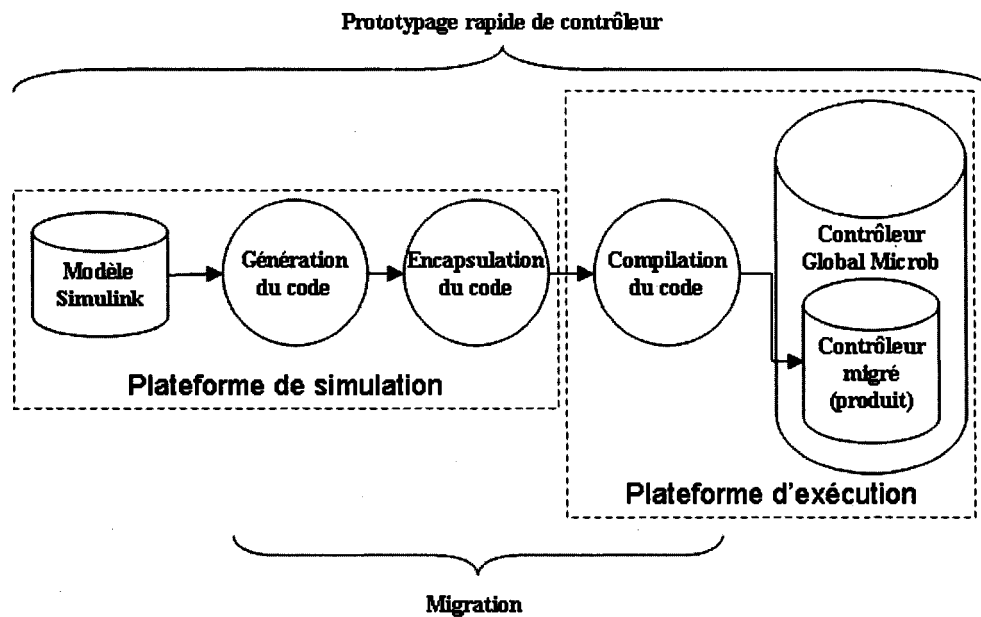 Prototypage rapide de contrôleur
Modèle
Simulink
Génération
du code
Encapsulation
du code
Plateforme de simulation
Compilation
du code
Contrôleur
Global Microb
Contrôleur
migré
(produit)
Plateforme d'exécution
Migration